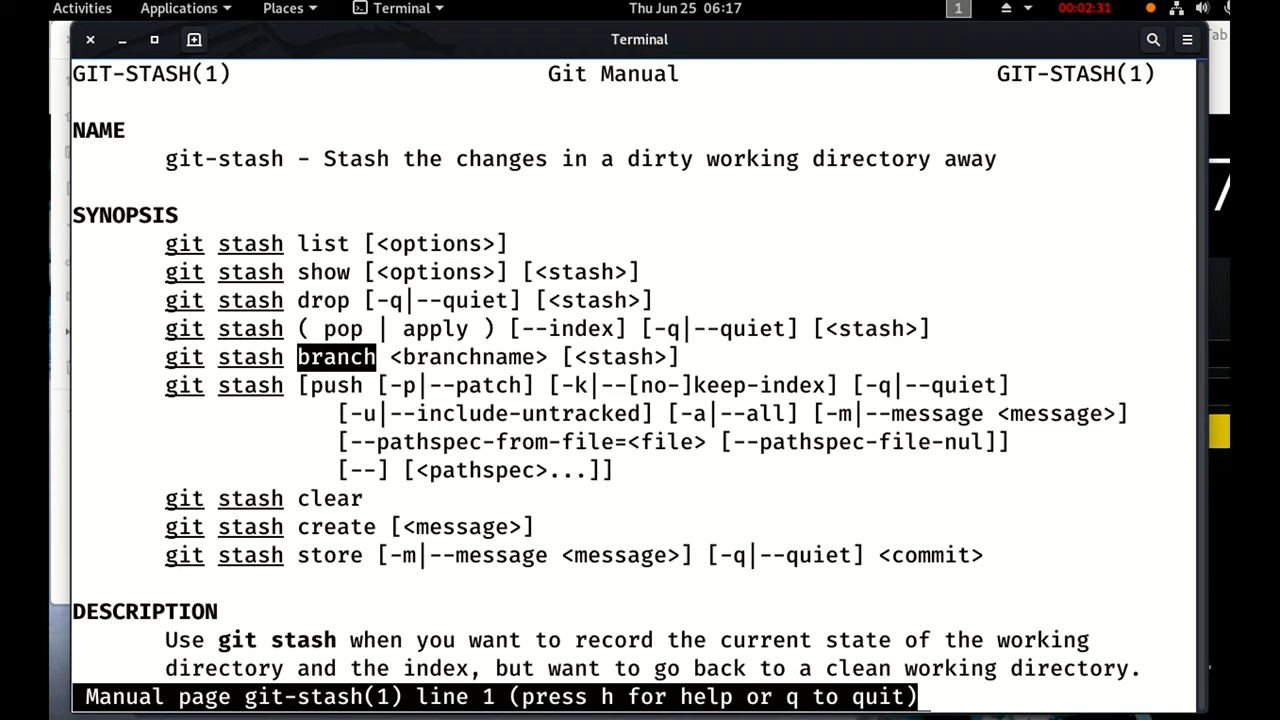 Activities Applications Places Terminal Thu Jun 25 06:17 1 00:02:31
Terminal
GIT-STASH(1) Git Manual GIT-STASH(1)
NAME
git-stash - Stash the changes in a dirty working directory away
SYNOPSIS
git stash list [<options>]
git stash show [<options>] [<stash>]
git stash drop [-q|--quiet] [<stash>]
git stash ( pop | apply ) [--index] [-q|--quiet] [<stash>]
git stash branch <branchname> [<stash>]
git stash [push [-p|--patch] [-k|--[no-]keep-index] [-q|--quiet]
[-u|--include-untracked] [-a|--all] [-m|--message <message>]
[--pathspec-from-file=<file> [--pathspec-file-nul]]
[--] [<pathspec>...]]
git stash clear
git stash create [<message>]
git stash store [-m|--message <message>] [-q|--quiet] <commit>
DESCRIPTION
Use git stash when you want to record the current state of the working
directory and the index, but want to go back to a clean working directory.
Manual page git-stash(1) line 1 (press h for help or q to quit)